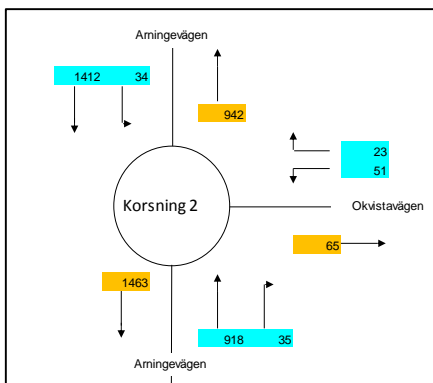 Arningevägen
1412 34
942
23
51
Korsning 2
Okvistavägen
65
1463
918 35
Arningevägen